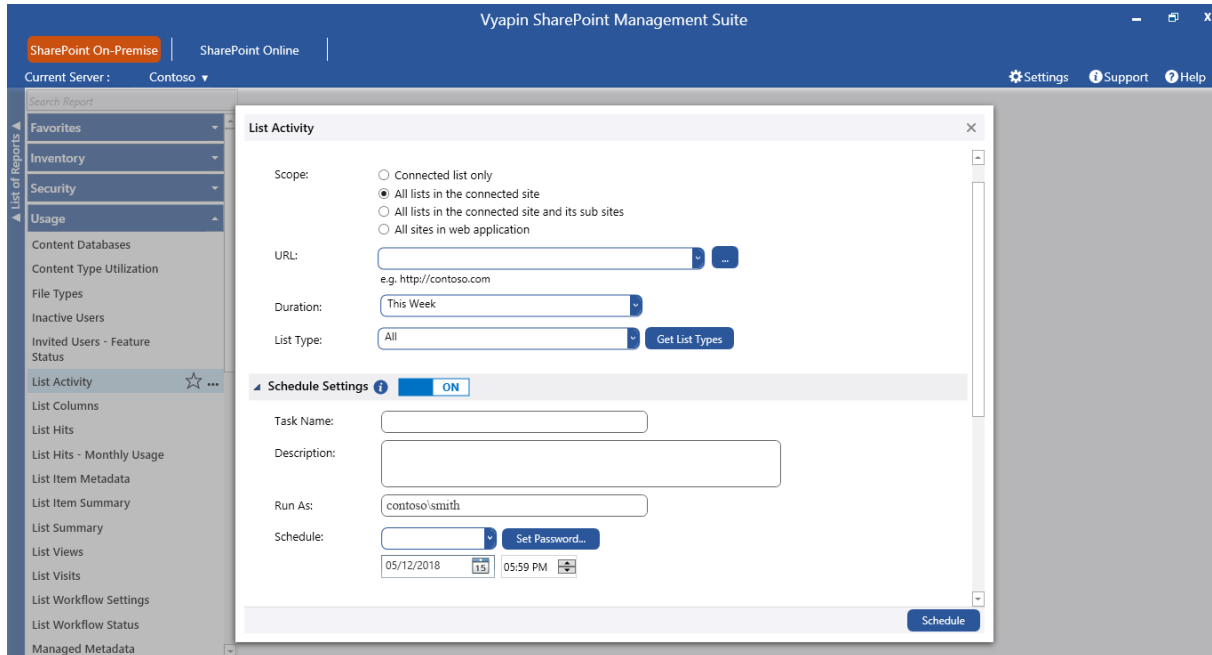 Vyapin SharePoint Management Suite
X
SharePoint On-Premise
SharePoint Online
Current Server :
Contoso
Settings
Support
Help
Search Report
List of Reports
Favorites
Inventory
Security
Usage
Content Databases
Content Type Utilization
File Types
Inactive Users
Invited Users - Feature
Status
List Activity
...
List Columns
List Hits
List Hits - Monthly Usage
List Item Metadata
List Item Summary
List Summary
List Views
List Visits
List Workflow Settings
List Workflow Status
Managed Metadata
List Activity
Scope:
Connected list only
All lists in the connected site
All lists in the connected site and its sub sites
All sites in web application
URL:
...
e.g. http://contoso.com
Duration:
This Week
List Type:
All
Get List Types
Schedule Settings
ON
Task Name:
Description:
Run As:
contoso\smith
Schedule:
Set Password...
05/12/2018
15
05:59 PM
Schedule